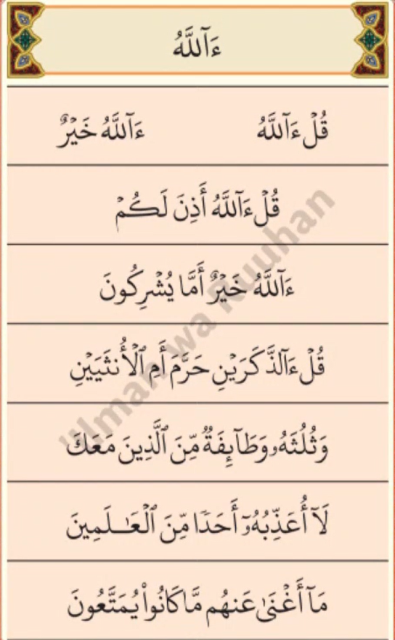 ءَآللَّهُ
قُلْ ءَآللَّهُ ءَآللَّهُ خَيْرٌ
قُلْ ءَآللَّهُ أَذِنَ لَكُمْ
ءَآللَّهُ خَيْرٌ أَمَّا يُشْرِكُونَ
قُلْ ءَآلذَّكَرَيْنِ حَرَّمَ أَمِ ٱلْأُنثَيَيْنِ
وَثُلُثَهُۥ وَطَآئِفَةٌ مِّنَ ٱلَّذِينَ مَعَكَ
لَآ أُعَذِّبُهُۥٓ أَحَدًا مِّنَ ٱلْعَـٰلَمِينَ
مَآ أَغْنَىٰ عَنْهُم مَّا كَانُوا۟ يُمَتَّعُونَ
'Ilman wa Ruuhan